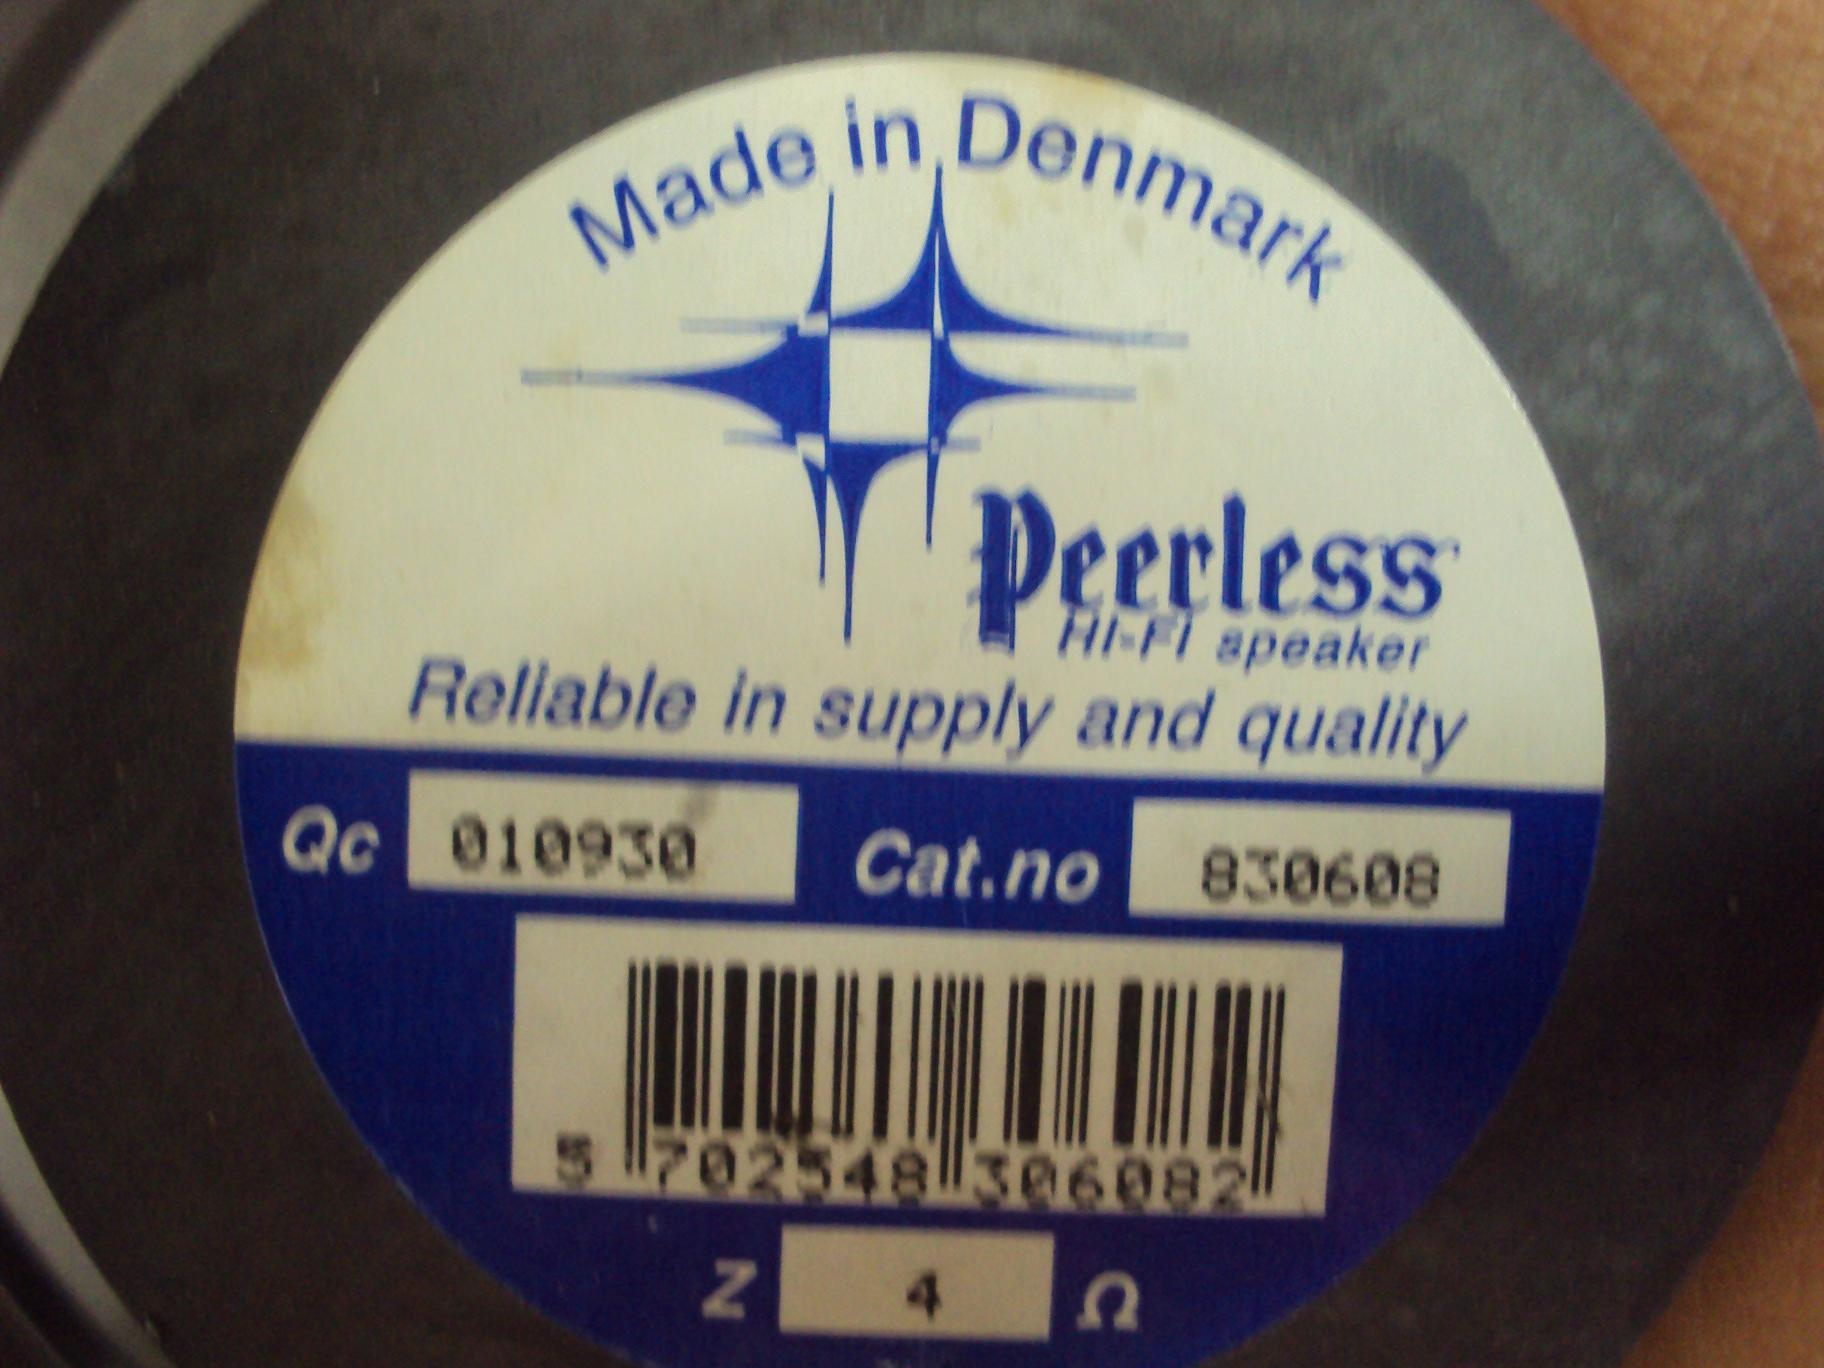 Made in Denmark
Peerless
HI-FI speaker
Reliable in supply and quality
Qc 010930 Cat.no 830608
5 702548 306082
Z 4 Ω